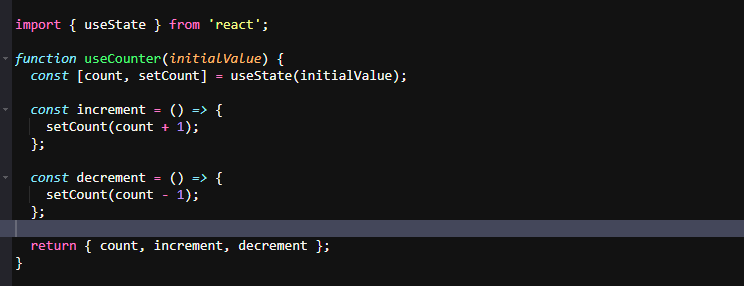 import { useState } from 'react';
function useCounter(initialValue) {
  const [count, setCount] = useState(initialValue);
  const increment = () => {
    setCount(count + 1);
  };
  const decrement = () => {
    setCount(count - 1);
  };
  return { count, increment, decrement };
}